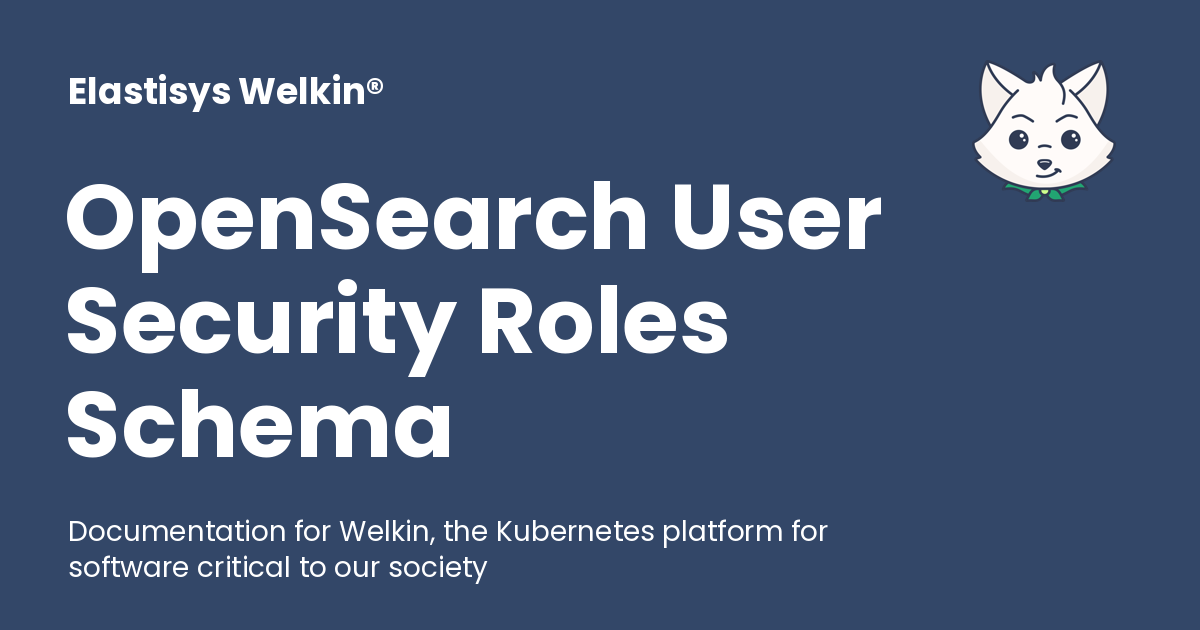 Elastisys Welkin®
OpenSearch User
Security Roles
Schema
Documentation for Welkin, the Kubernetes platform for
software critical to our society